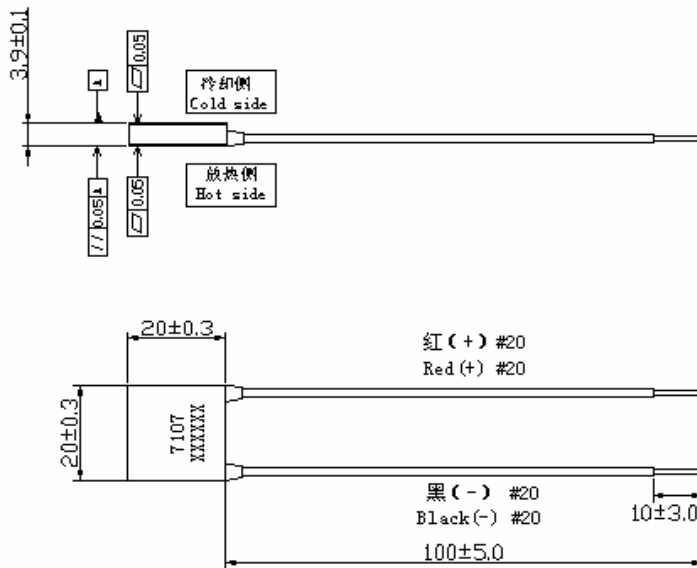 3.9±0.1
▲
⏥ 0.05
冷却侧
Cold side
// 0.05 ▲
⏥ 0.05
放热侧
Hot side
20±0.3
红(+) #20
Red(+) #20
20±0.3
7107
XXXXXX
黑(-) #20
Black(-) #20
10±3.0
100±5.0